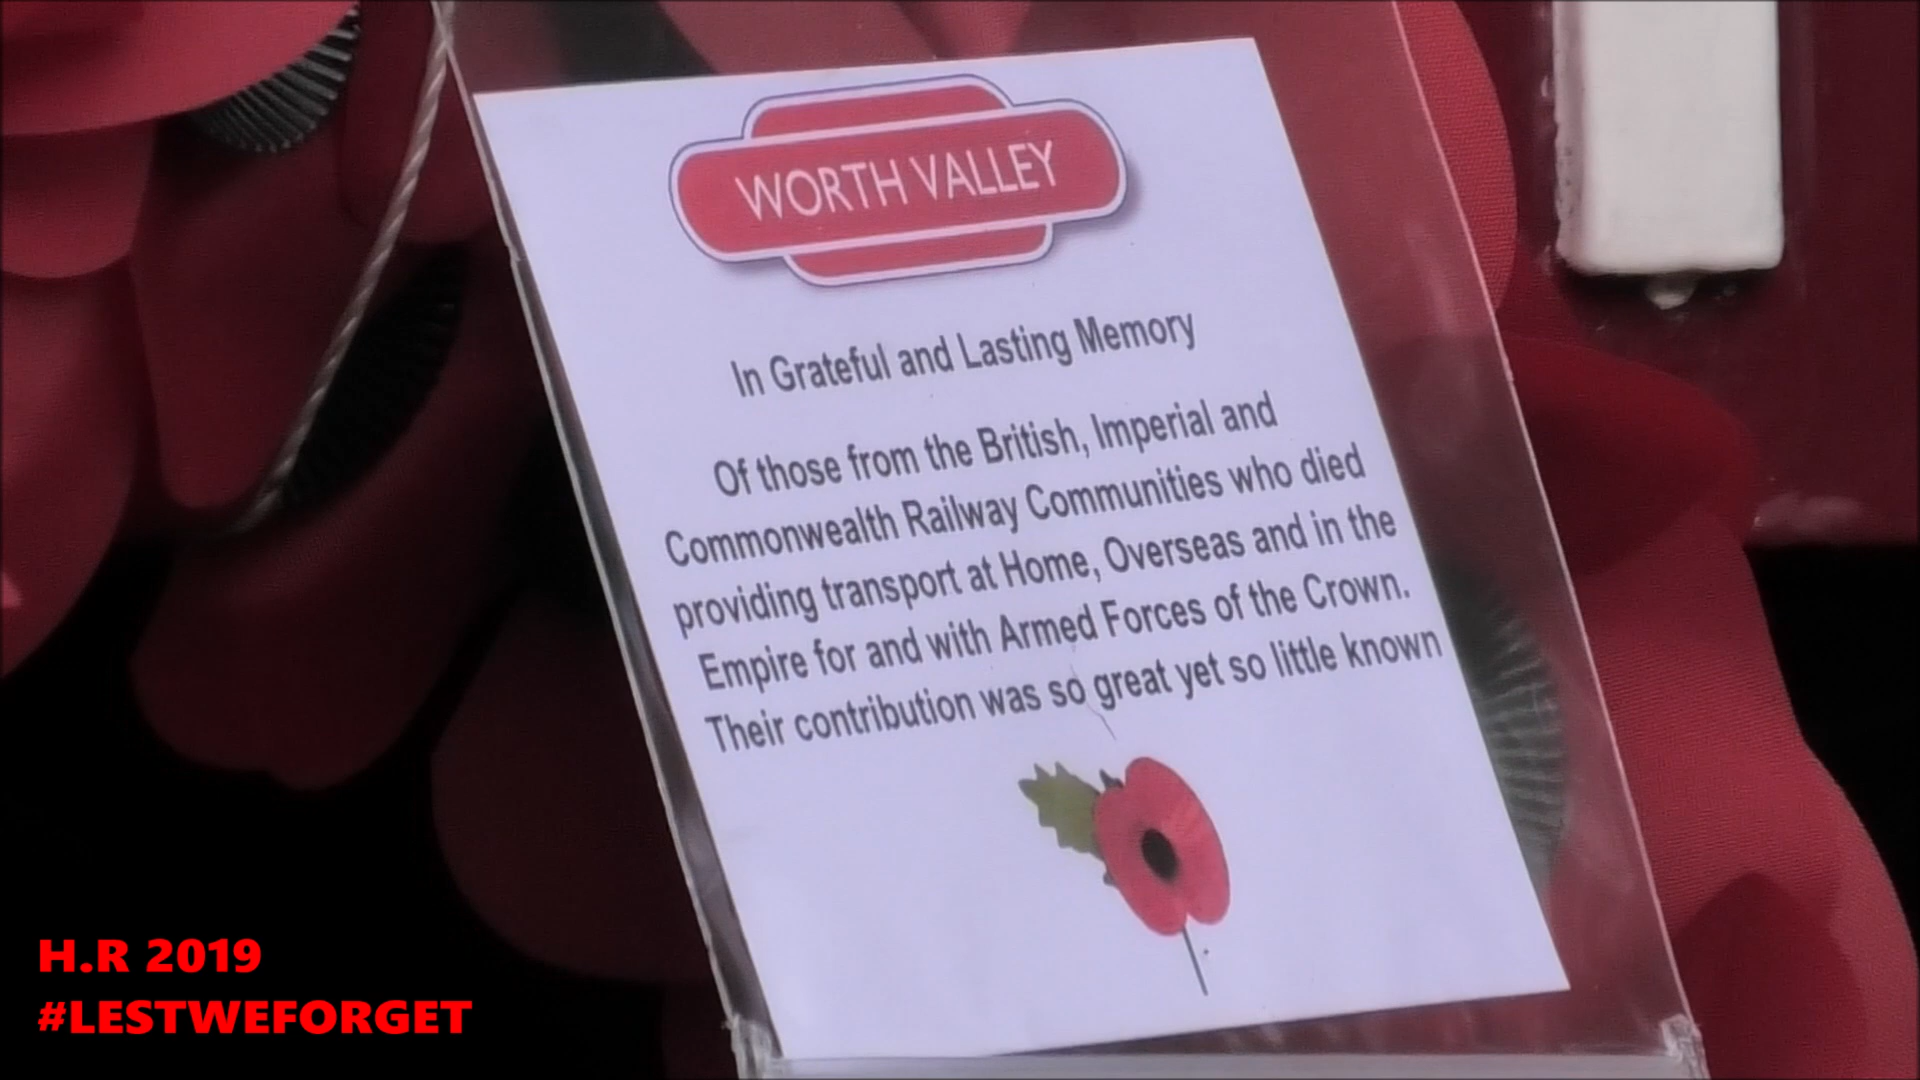 WORTH VALLEY
In Grateful and Lasting Memory
Of those from the British, Imperial and
Commonwealth Railway Communities who died
providing transport at Home, Overseas and in the
Empire for and with Armed Forces of the Crown.
Their contribution was so great yet so little known
H.R 2019
#LESTWEFORGET